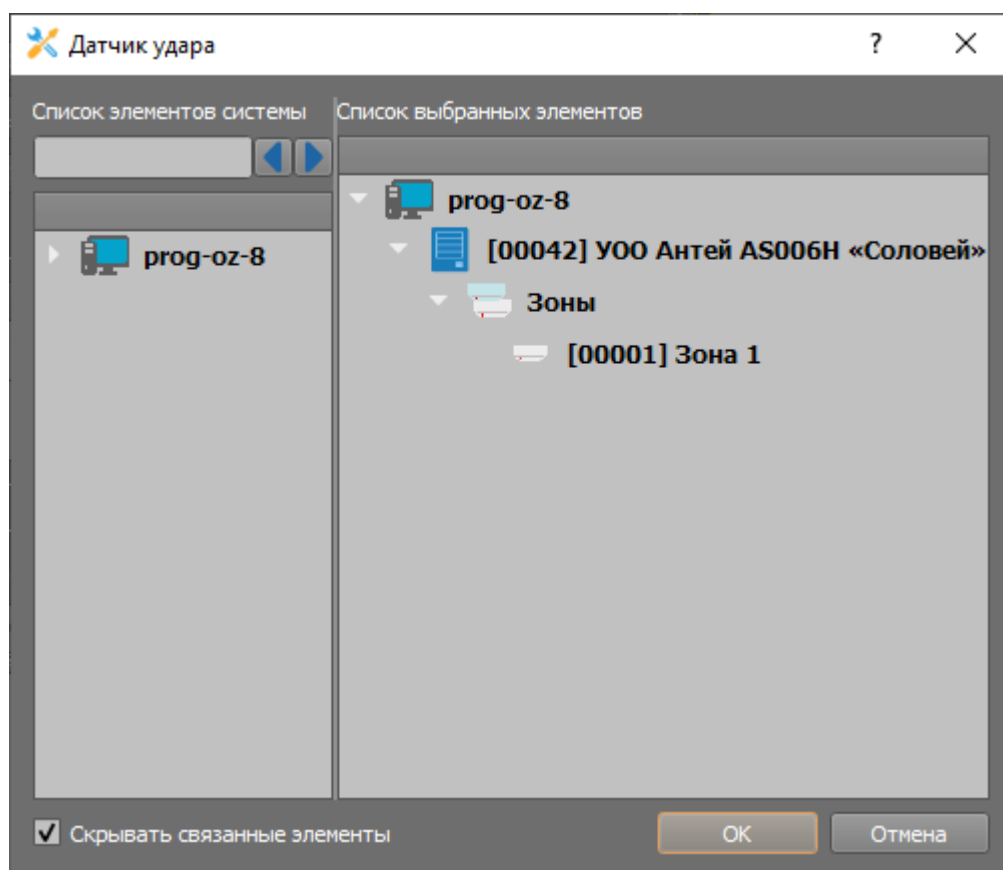 Датчик удара
?
Список элементов системы
Список выбранных элементов
prog-oz-8
prog-oz-8
[00042] УОО Антей AS006H «Соловей»
Зоны
[00001] Зона 1
Скрывать связанные элементы
OK
Отмена